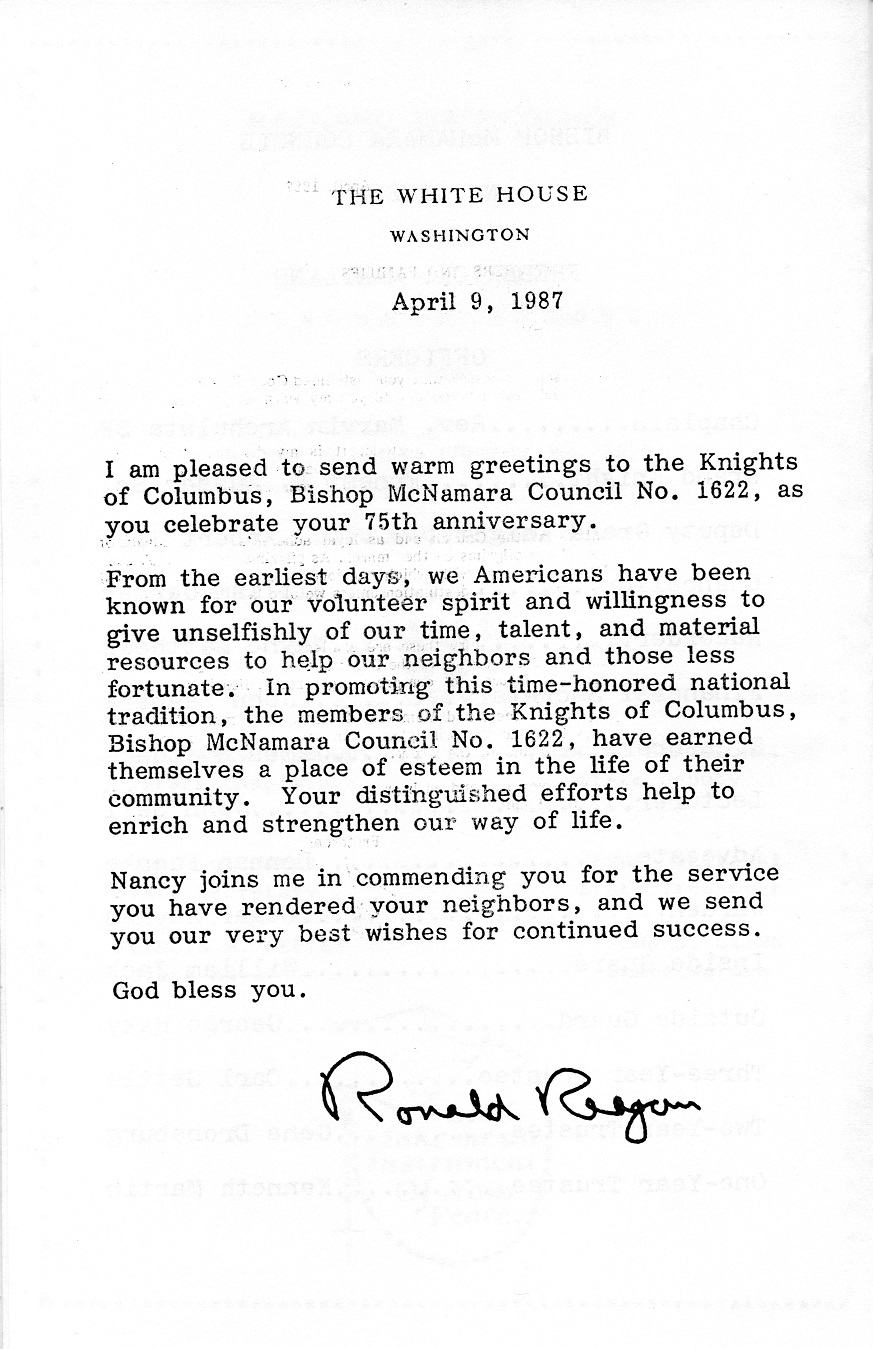 THE WHITE HOUSE
WASHINGTON
April 9, 1987
I am pleased to send warm greetings to the Knights
of Columbus, Bishop McNamara Council No. 1622, as
you celebrate your 75th anniversary.
From the earliest days, we Americans have been
known for our volunteer spirit and willingness to
give unselfishly of our time, talent, and material
resources to help our neighbors and those less
fortunate. In promoting this time-honored national
tradition, the members of the Knights of Columbus,
Bishop McNamara Council No. 1622, have earned
themselves a place of esteem in the life of their
community. Your distinguished efforts help to
enrich and strengthen our way of life.
Nancy joins me in commending you for the service
you have rendered your neighbors, and we send
you our very best wishes for continued success.
God bless you.
Ronald Reagan